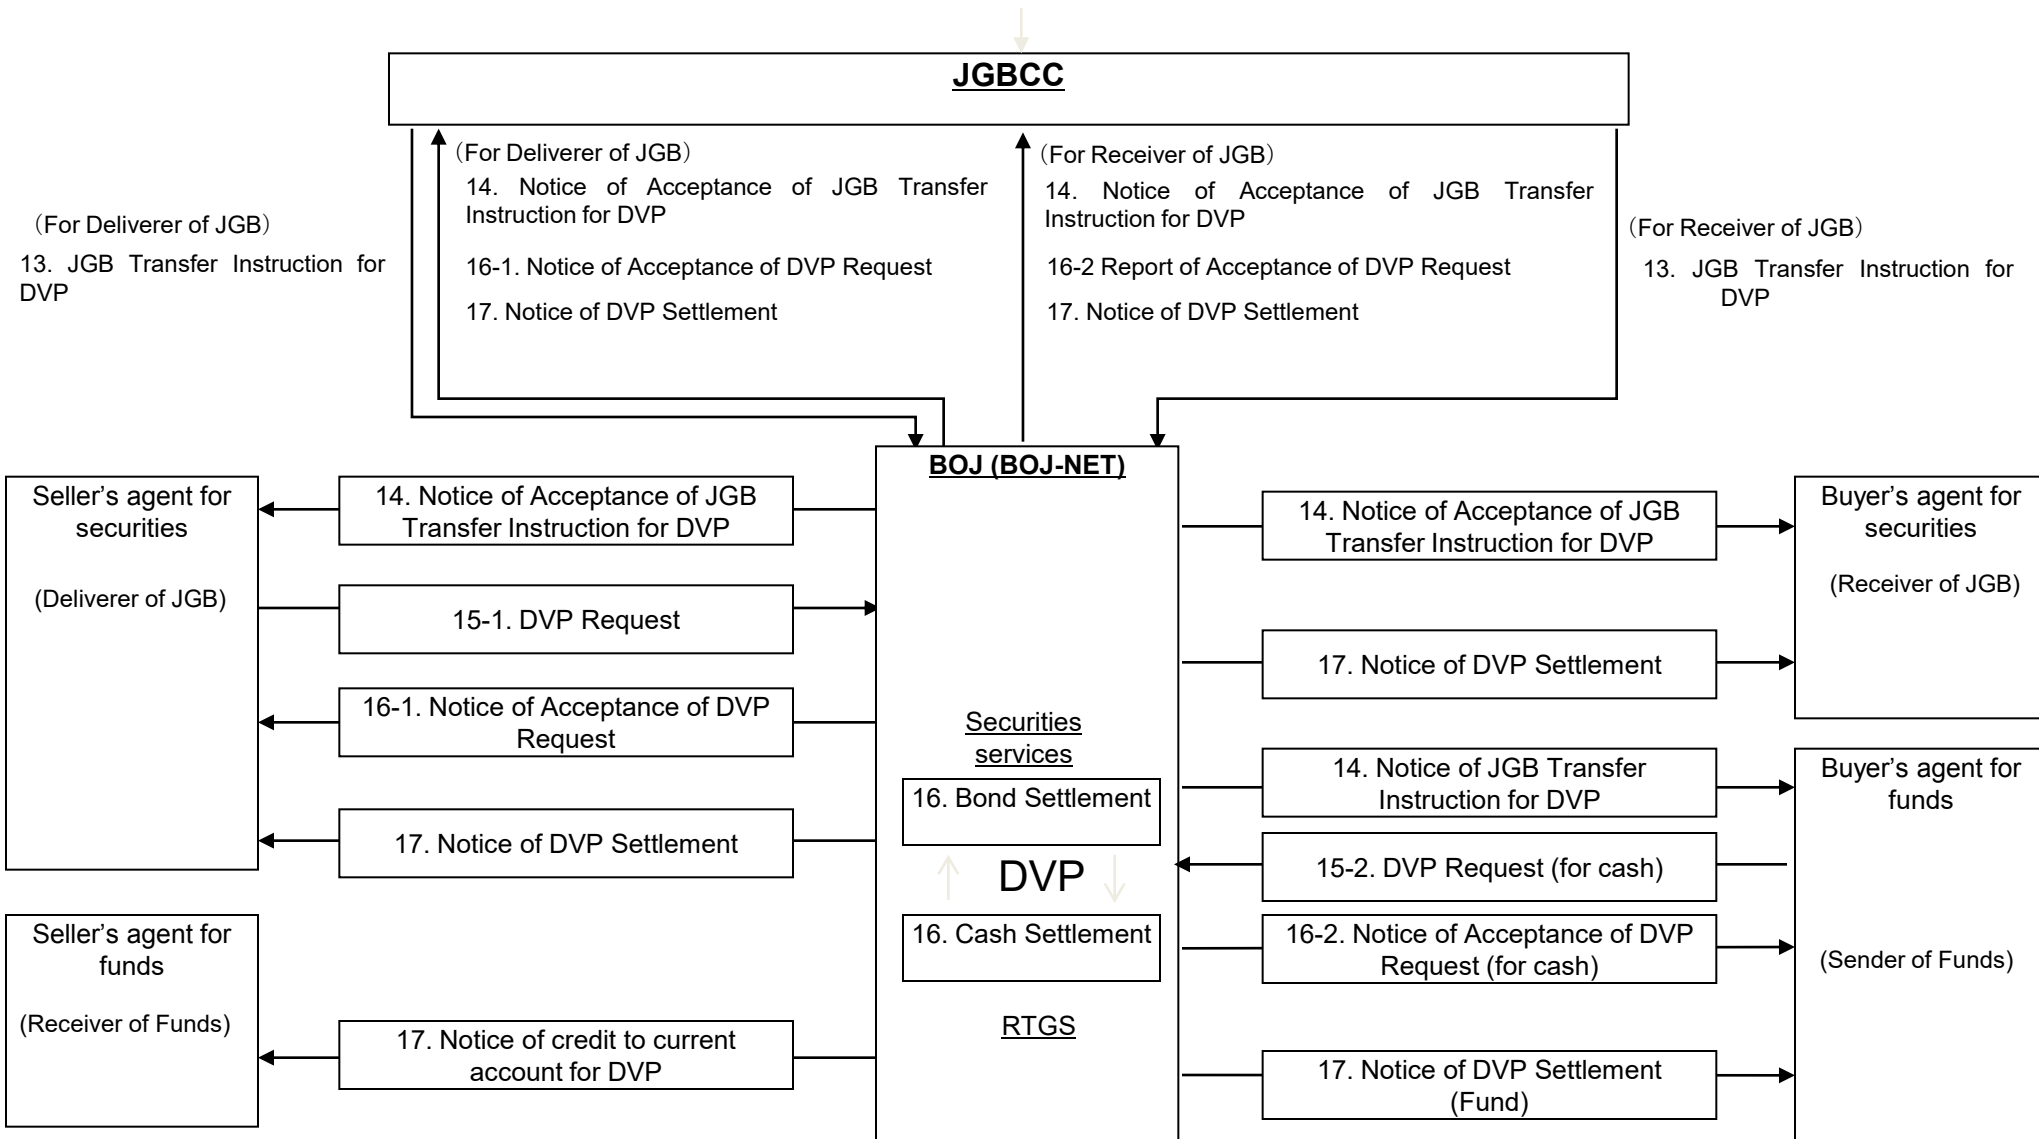 JGBCC
（For Deliverer of JGB）
13. JGB Transfer Instruction for
DVP
（For Deliverer of JGB）
14. Notice of Acceptance of JGB Transfer
Instruction for DVP
16-1. Notice of Acceptance of DVP Request
17. Notice of DVP Settlement
（For Receiver of JGB）
14. Notice of Acceptance of JGB Transfer
Instruction for DVP
16-2 Report of Acceptance of DVP Request
17. Notice of DVP Settlement
（For Receiver of JGB）
13. JGB Transfer Instruction for
DVP
Seller's agent for
securities
(Deliverer of JGB)
14. Notice of Acceptance of JGB
Transfer Instruction for DVP
15-1. DVP Request
16-1. Notice of Acceptance of DVP
Request
17. Notice of DVP Settlement
Seller's agent for
funds
(Receiver of Funds)
17. Notice of credit to current
account for DVP
BOJ (BOJ-NET)
Securities
services
16. Bond Settlement
DVP
16. Cash Settlement
RTGS
14. Notice of Acceptance of JGB
Transfer Instruction for DVP
17. Notice of DVP Settlement
Buyer's agent for
securities
(Receiver of JGB)
14. Notice of JGB Transfer
Instruction for DVP
15-2. DVP Request (for cash)
16-2. Notice of Acceptance of DVP
Request (for cash)
17. Notice of DVP Settlement
(Fund)
Buyer's agent for
funds
(Sender of Funds)